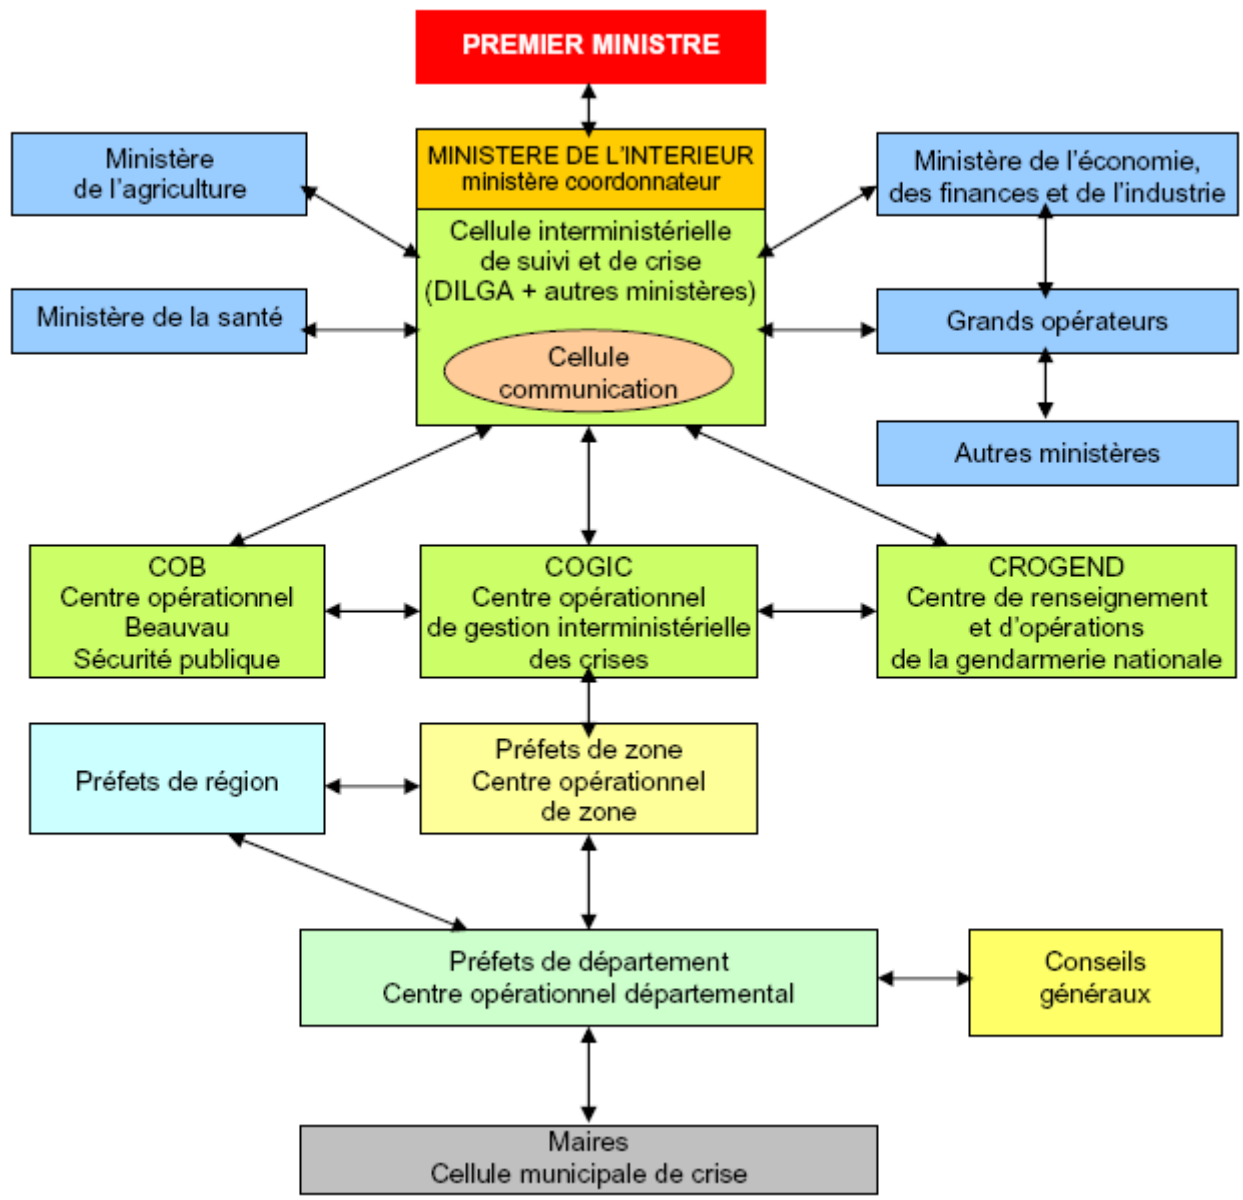 PREMIER MINISTRE
Ministère
de l'agriculture
MINISTERE DE L'INTERIEUR
ministère coordonnateur
Ministère de l'économie,
des finances et de l'industrie
Cellule interministérielle
de suivi et de crise
(DILGA + autres ministères)
Ministère de la santé
Grands opérateurs
Cellule
communication
Autres ministères
COB
Centre opérationnel
Beauvau
Sécurité publique
COGIC
Centre opérationnel
de gestion interministérielle
des crises
CROGEND
Centre de renseignement
et d'opérations
de la gendarmerie nationale
Préfets de région
Préfets de zone
Centre opérationnel
de zone
Préfets de département
Centre opérationnel départemental
Conseils
généraux
Maires
Cellule municipale de crise